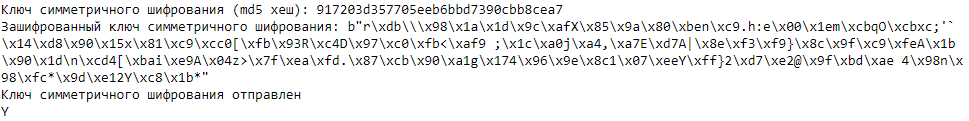 Ключ симметричного шифрования (md5 хеш): 917203d357705eeb6bbd7390cbb8cea7
Зашифрованный ключ симметричного шифрования: b"r\xdb\\\x98\x1a\x1d\x9c\xafX\x85\x9a\x80\xben\xc9.h:e\x00\x1em\xcbqO\xcbxc;'`
\x14\xd8\x90\x15x\x81\xc9\xcc0[\xfb\x93R\xc4D\x97\xc0\xfb<\xaf9 ;\x1c\xa0j\xa4,\xa7E\xd7A|\x8e\xf3\xf9}\x8c\x9f\xc9\xfeA\x1b
\x90\x1d\n\xcd4[\xbai\xe9A\x04z>\x7f\xea\xfd.\x87\xcb\x90\xa1g\x174\x96\x9e\x8c1\x07\xeeY\xff}2\xd7\xe2@\x9f\xbd\xae 4\x98n\x
98\xfc*\x9d\xe12Y\xc8\x1b*"
Ключ симметричного шифрования отправлен
Y